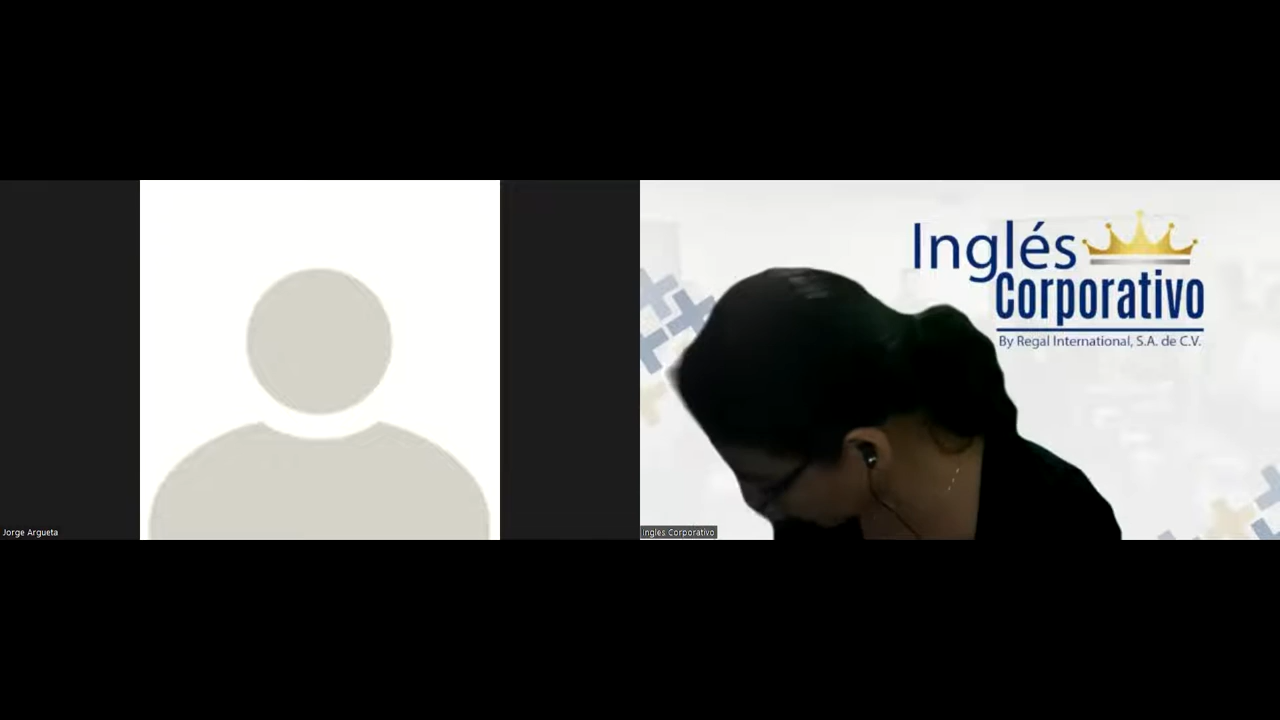 Inglés
Corporativo
By Regal International, S.A. de C.V.
Jorge Argueta
Ingles Corporativo